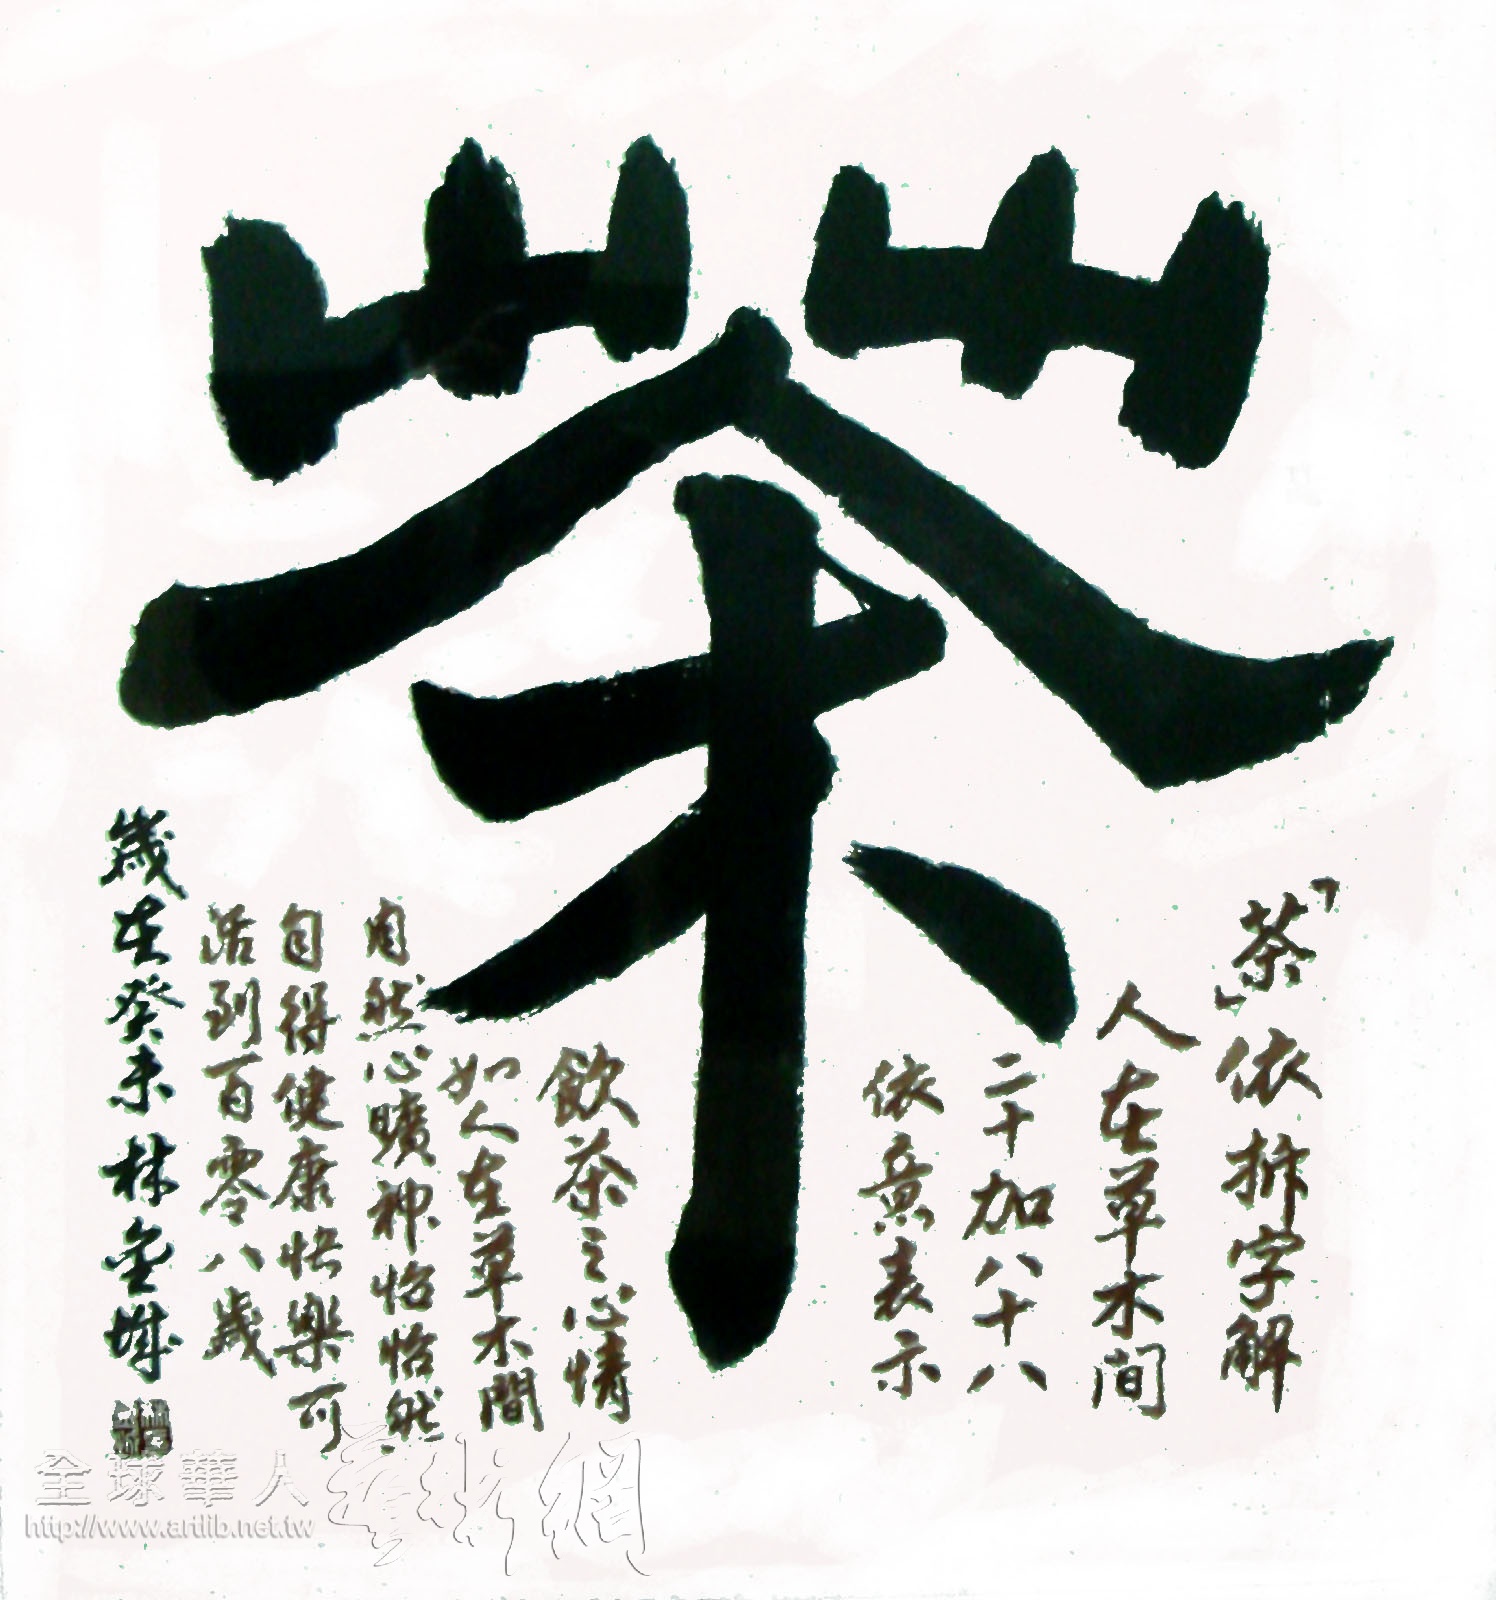 茶
「茶」依拆字解
人在草木间
二十加八十八
依意表示
飲茶之心情
如人在草木間
自然心曠神怡怡然
自得健康快樂可
活到百零八歲
歲在癸未林金城
全球華人藝術網
http://www.artlib.net.tw